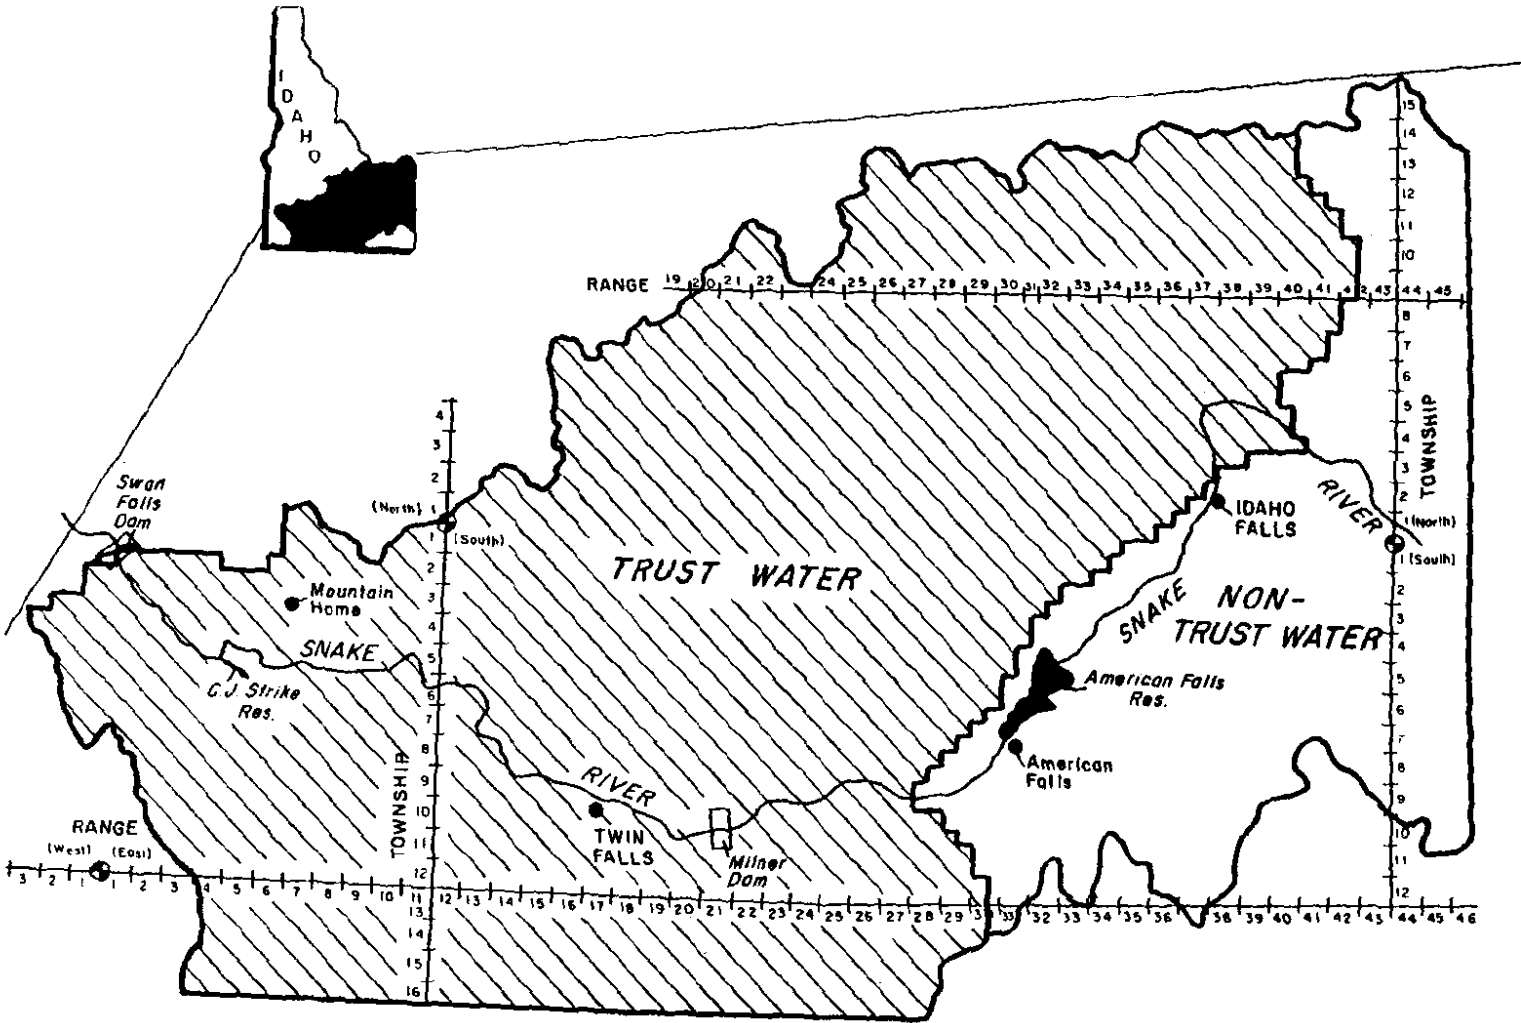 I
D
A
H
O
15
14
13
12
11
10
RANGE 19 20 21 22 24 25 26 27 28 29 30 31 32 33 34 35 36 37 38 39 40 41 42 43 44 45
8
7
6
5
4
3
2
1 (North)
1 (South)
2
3
4
5
6
7
8
9
10
11
12
TOWNSHIP
4
3
2
(North) 1
1 (South)
2
3
4
5
6
7
8
9
10
11
12
13
14
15
16
TOWNSHIP
Swan
Falls
Dam
Mountain
Home
TRUST WATER
IDAHO
FALLS
RIVER
NON-
TRUST WATER
SNAKE
SNAKE
C.J. Strike
Res.
American Falls
Res.
American
Falls
RIVER
TWIN
FALLS
Milner
Dam
RANGE
(West) (East)
3 2 1 1 2 3 4 5 6 7 8 9 10 11 12 13 14 15 16 17 18 19 20 21 22 23 24 25 26 27 28 29 31 32 33 34 35 36 38 39 40 41 42 43 44 45 46